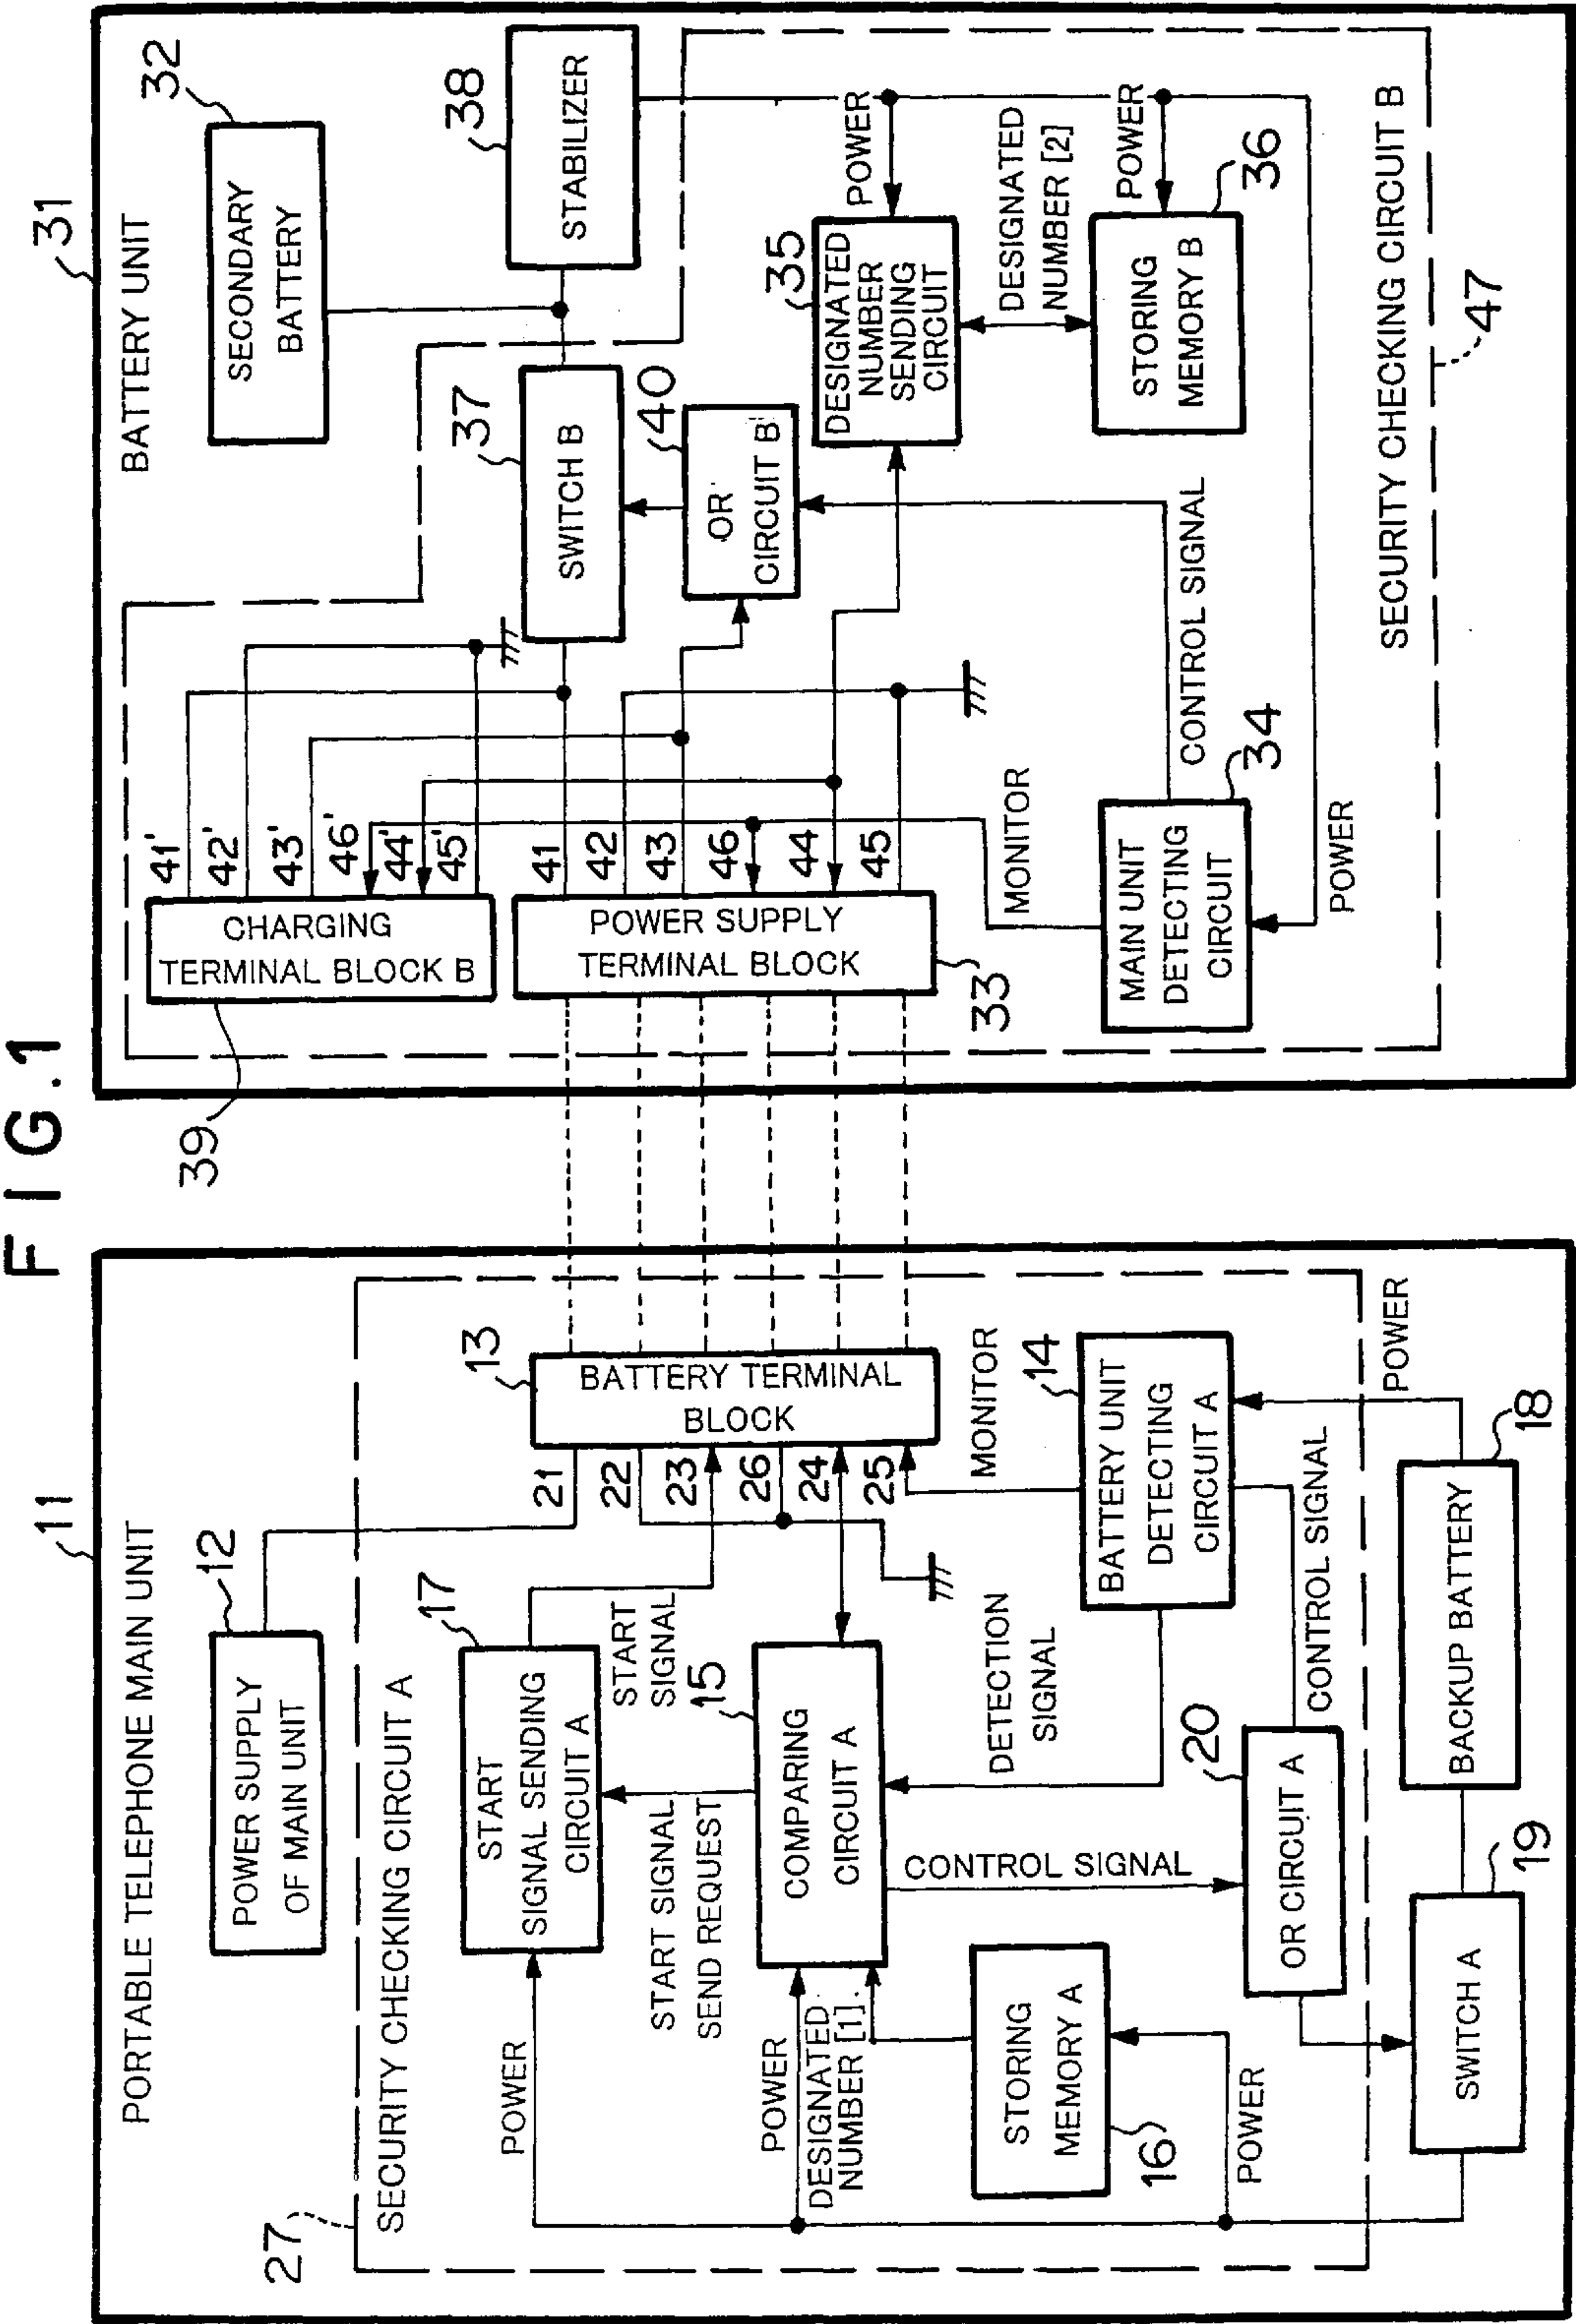 FIG.1
11
PORTABLE TELEPHONE MAIN UNIT
12
POWER SUPPLY
OF MAIN UNIT
27
SECURITY CHECKING CIRCUIT A
17
START
SIGNAL SENDING
CIRCUIT A
POWER
START
SIGNAL
START SIGNAL
SEND REQUEST
15
COMPARING
CIRCUIT A
POWER
DESIGNATED
NUMBER [1].
CONTROL SIGNAL
DETECTION
SIGNAL
STORING
MEMORY A
16
POWER
13
BATTERY TERMINAL
BLOCK
21
22
23
26
24
25
MONITOR
14
BATTERY UNIT
DETECTING
CIRCUIT A
20
OR CIRCUIT A
CONTROL SIGNAL
POWER
18
BACKUP BATTERY
19
SWITCH A
31
BATTERY UNIT
32
SECONDARY
BATTERY
38
STABILIZER
37
SWITCH B
40
OR
CIRCUIT B
35
DESIGNATED
NUMBER
SENDING
CIRCUIT
POWER
DESIGNATED
NUMBER [2]
POWER
36
STORING
MEMORY B
41'
42'
43'
46'
44'
45'
CHARGING
TERMINAL BLOCK B
39
41
42
43
46
44
45
POWER SUPPLY
TERMINAL BLOCK
33
MONITOR
CONTROL SIGNAL
34
MAIN UNIT
DETECTING
CIRCUIT
POWER
SECURITY CHECKING CIRCUIT B
47